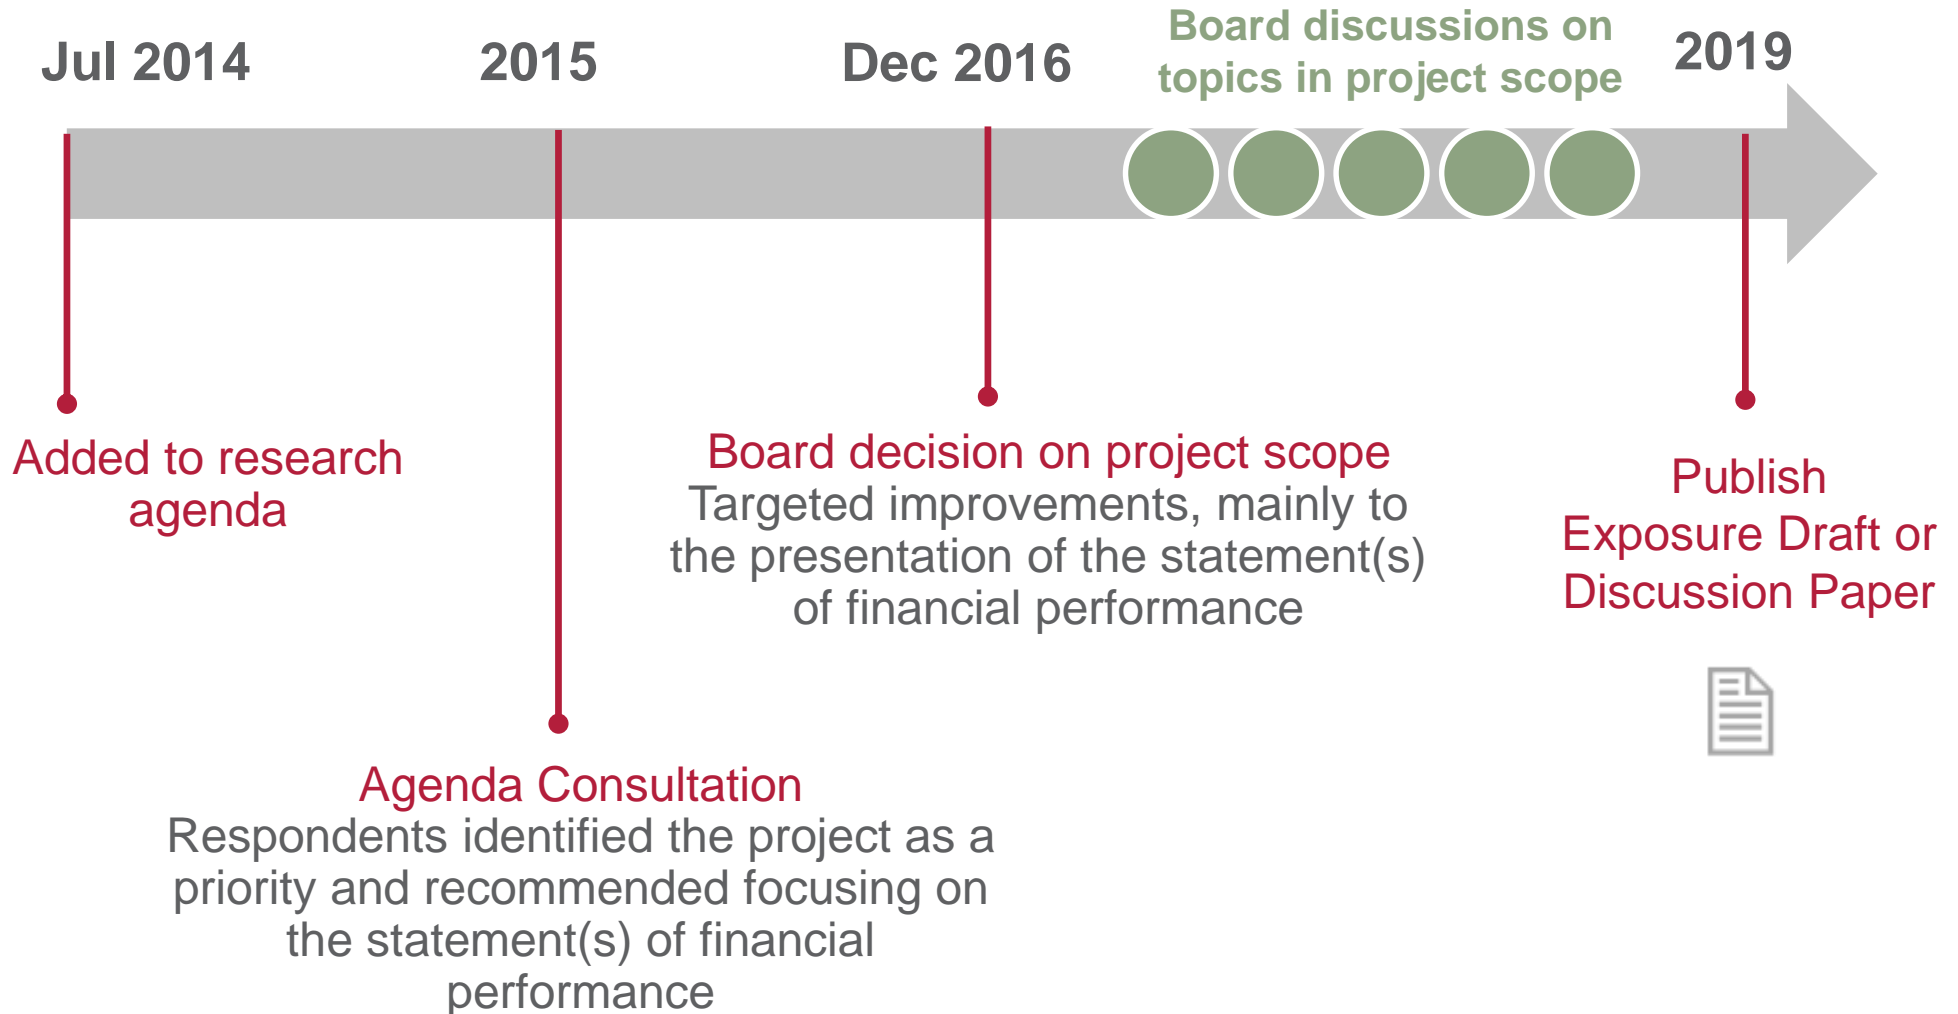 Jul 2014
2015
Dec 2016
Board discussions on
topics in project scope
2019
Added to research
agenda
Agenda Consultation
Respondents identified the project as a
priority and recommended focusing on
the statement(s) of financial
performance
Board decision on project scope
Targeted improvements, mainly to
the presentation of the statement(s)
of financial performance
Publish
Exposure Draft or
Discussion Paper